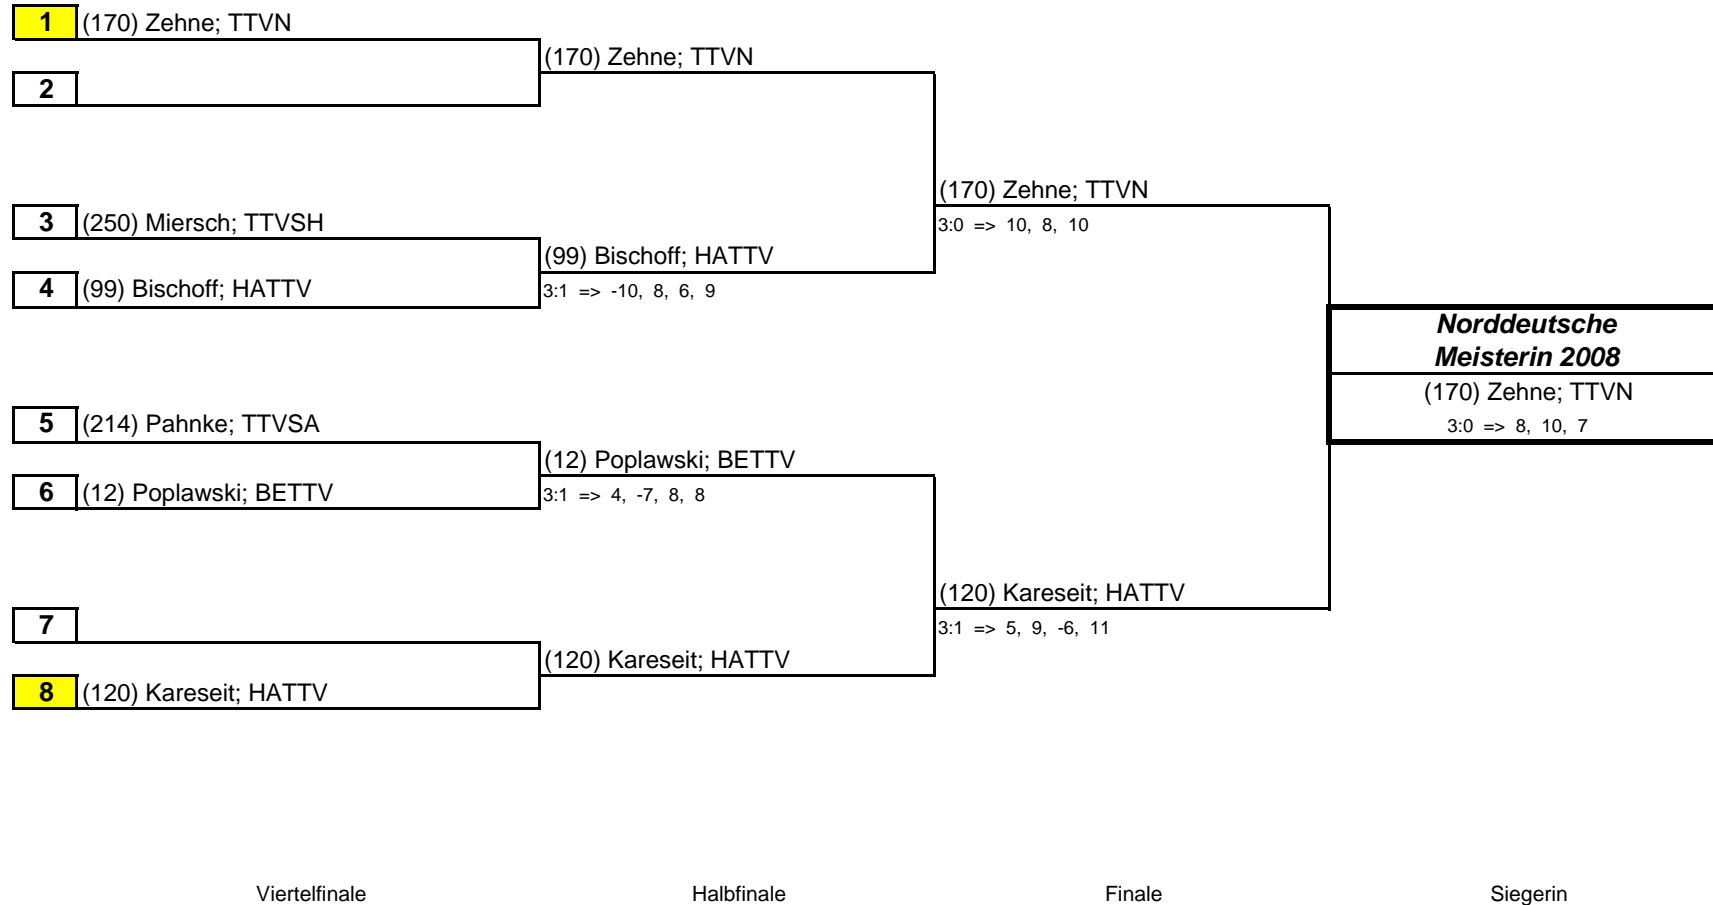 1 (170) Zehne; TTVN
(170) Zehne; TTVN
2
(170) Zehne; TTVN
3 (250) Miersch; TTVSH
3:0 => 10, 8, 10
(99) Bischoff; HATTV
4 (99) Bischoff; HATTV
3:1 => -10, 8, 6, 9
Norddeutsche
Meisterin 2008
(170) Zehne; TTVN
5 (214) Pahnke; TTVSA
3:0 => 8, 10, 7
(12) Poplawski; BETTV
6 (12) Poplawski; BETTV
3:1 => 4, -7, 8, 8
(120) Kareseit; HATTV
7
3:1 => 5, 9, -6, 11
(120) Kareseit; HATTV
8 (120) Kareseit; HATTV
Viertelfinale Halbfinale Finale Siegerin